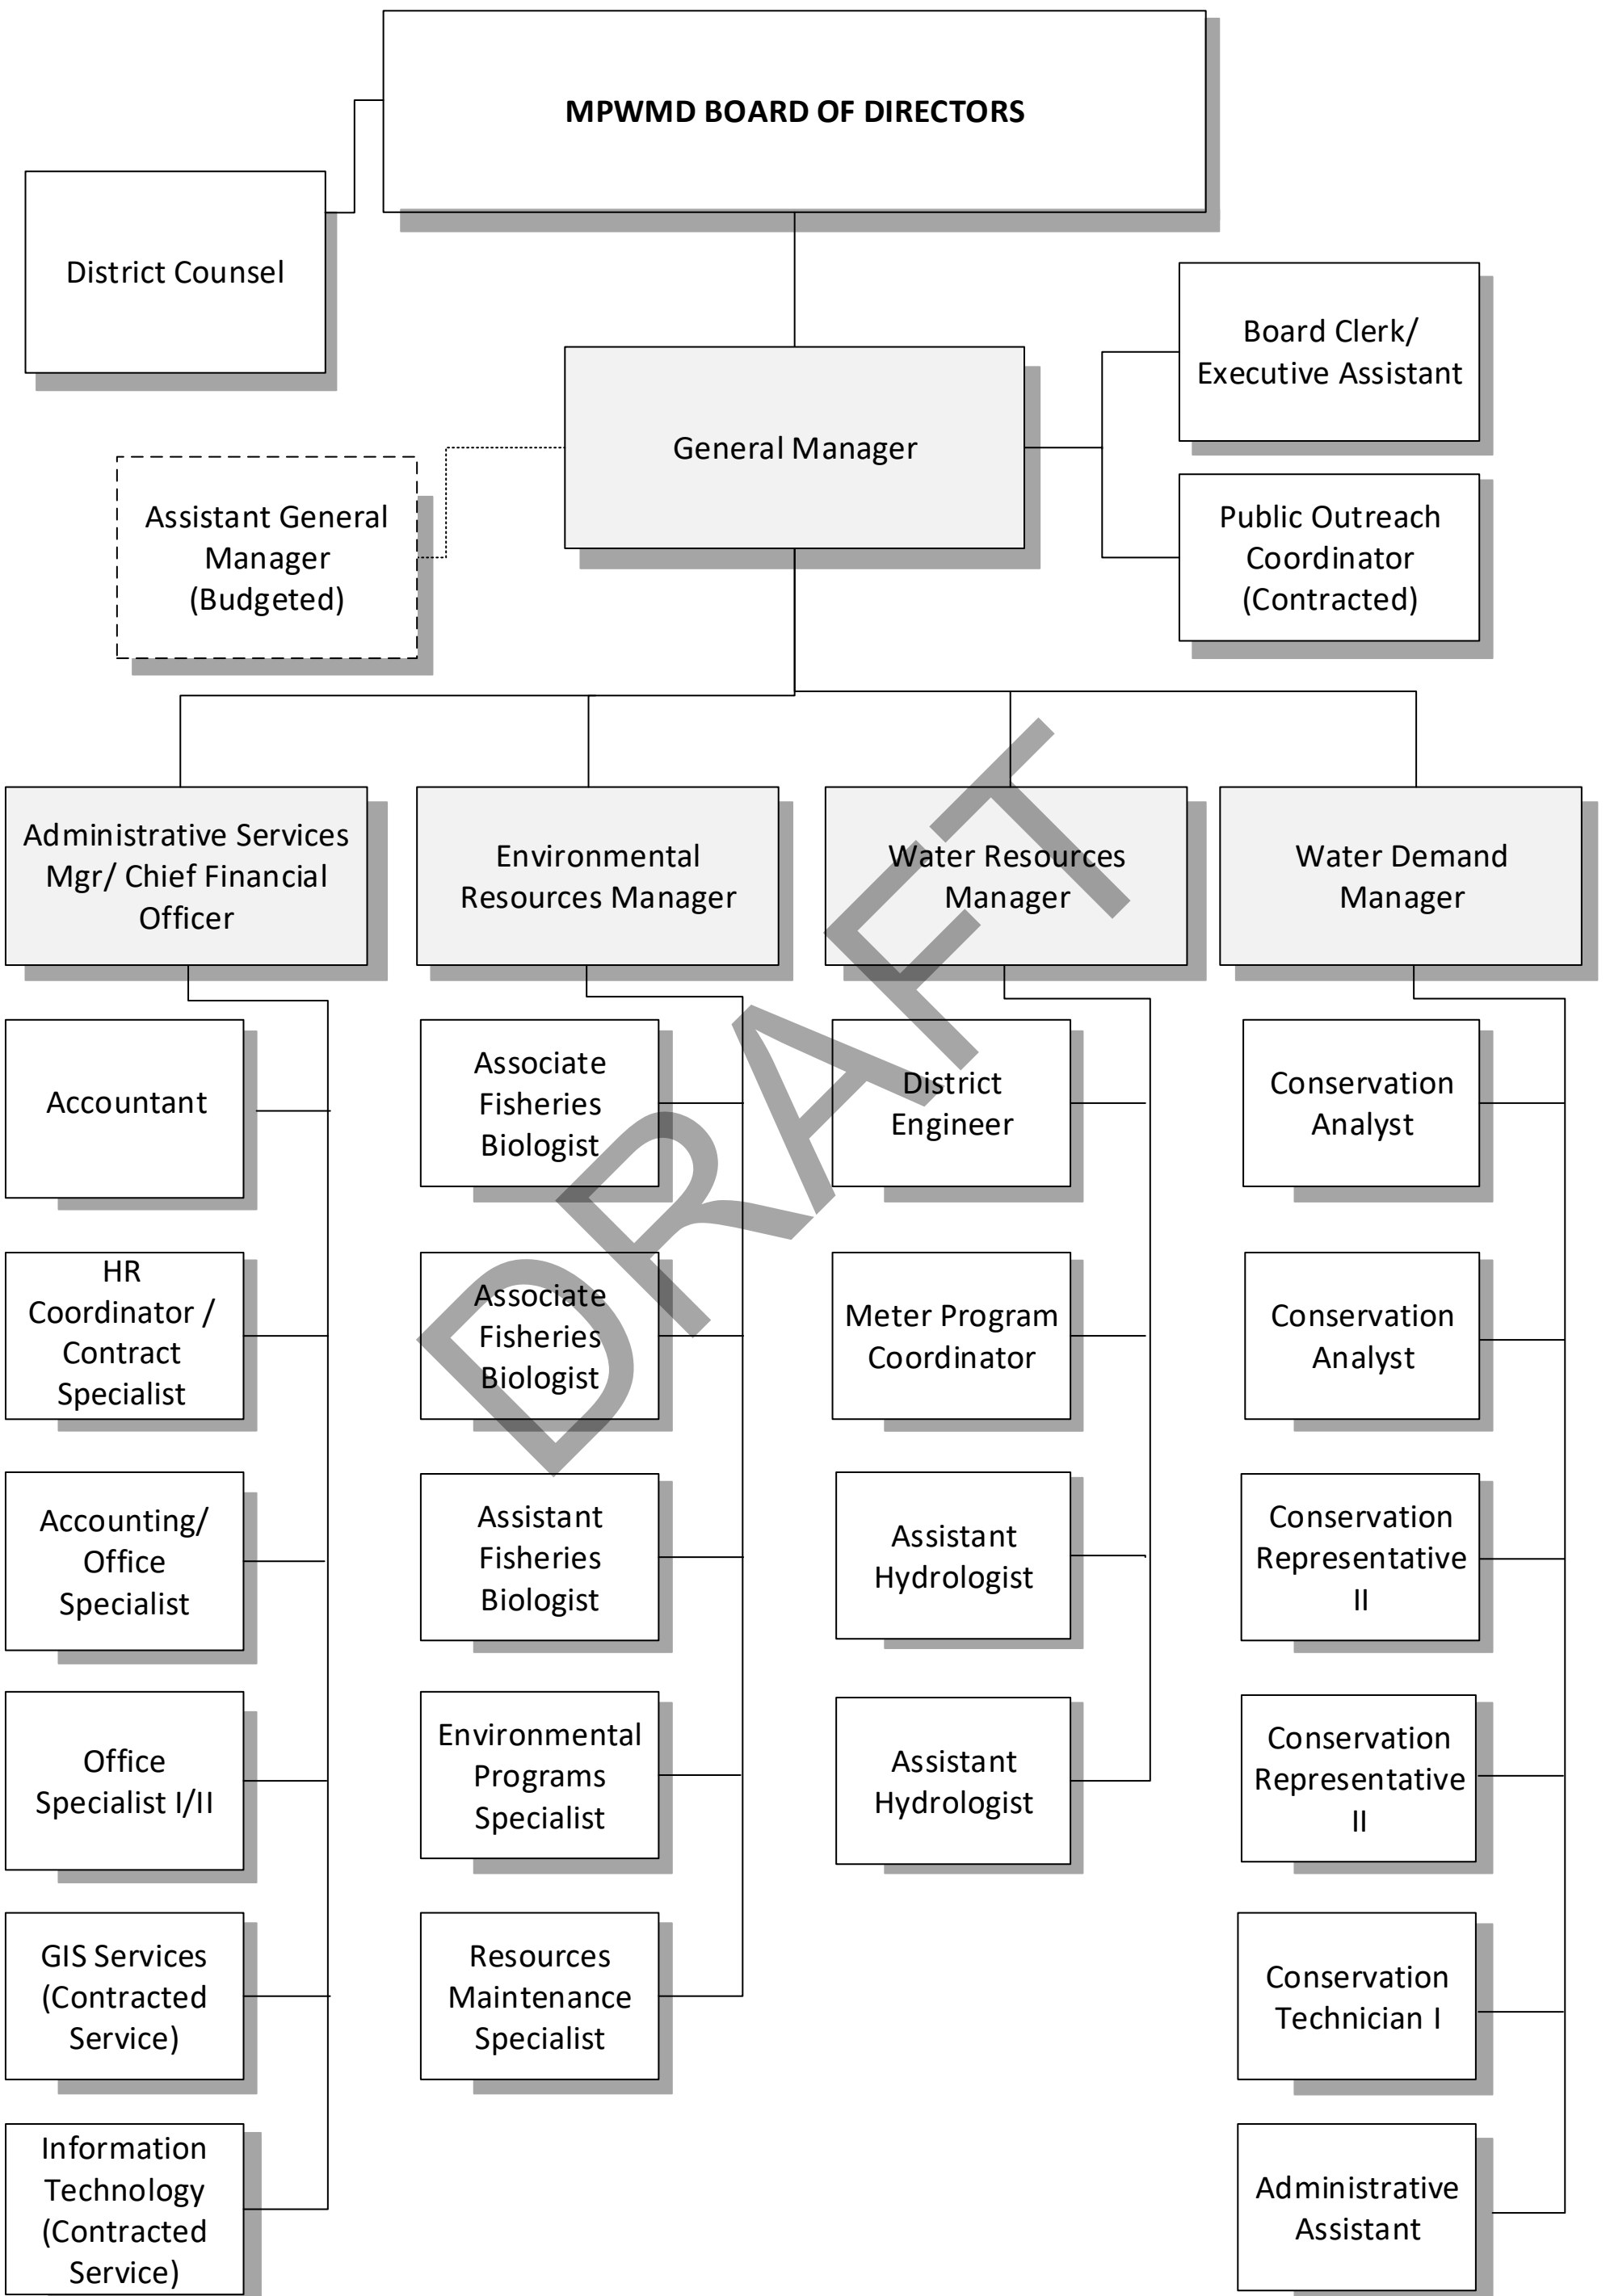 MPWMD BOARD OF DIRECTORS
District Counsel
Board Clerk/
Executive Assistant
General Manager
Assistant General
Manager
(Budgeted)
Public Outreach
Coordinator
(Contracted)
Administrative Services
Mgr/ Chief Financial
Officer
Environmental
Resources Manager
Water Resources
Manager
Water Demand
Manager
Accountant
HR
Coordinator /
Contract
Specialist
Accounting/
Office
Specialist
Office
Specialist I/II
GIS Services
(Contracted
Service)
Information
Technology
(Contracted
Service)
Associate
Fisheries
Biologist
Associate
Fisheries
Biologist
Assistant
Fisheries
Biologist
Environmental
Programs
Specialist
Resources
Maintenance
Specialist
District
Engineer
Meter Program
Coordinator
Assistant
Hydrologist
Assistant
Hydrologist
Conservation
Analyst
Conservation
Analyst
Conservation
Representative
II
Conservation
Representative
II
Conservation
Technician I
Administrative
Assistant
DRAFT